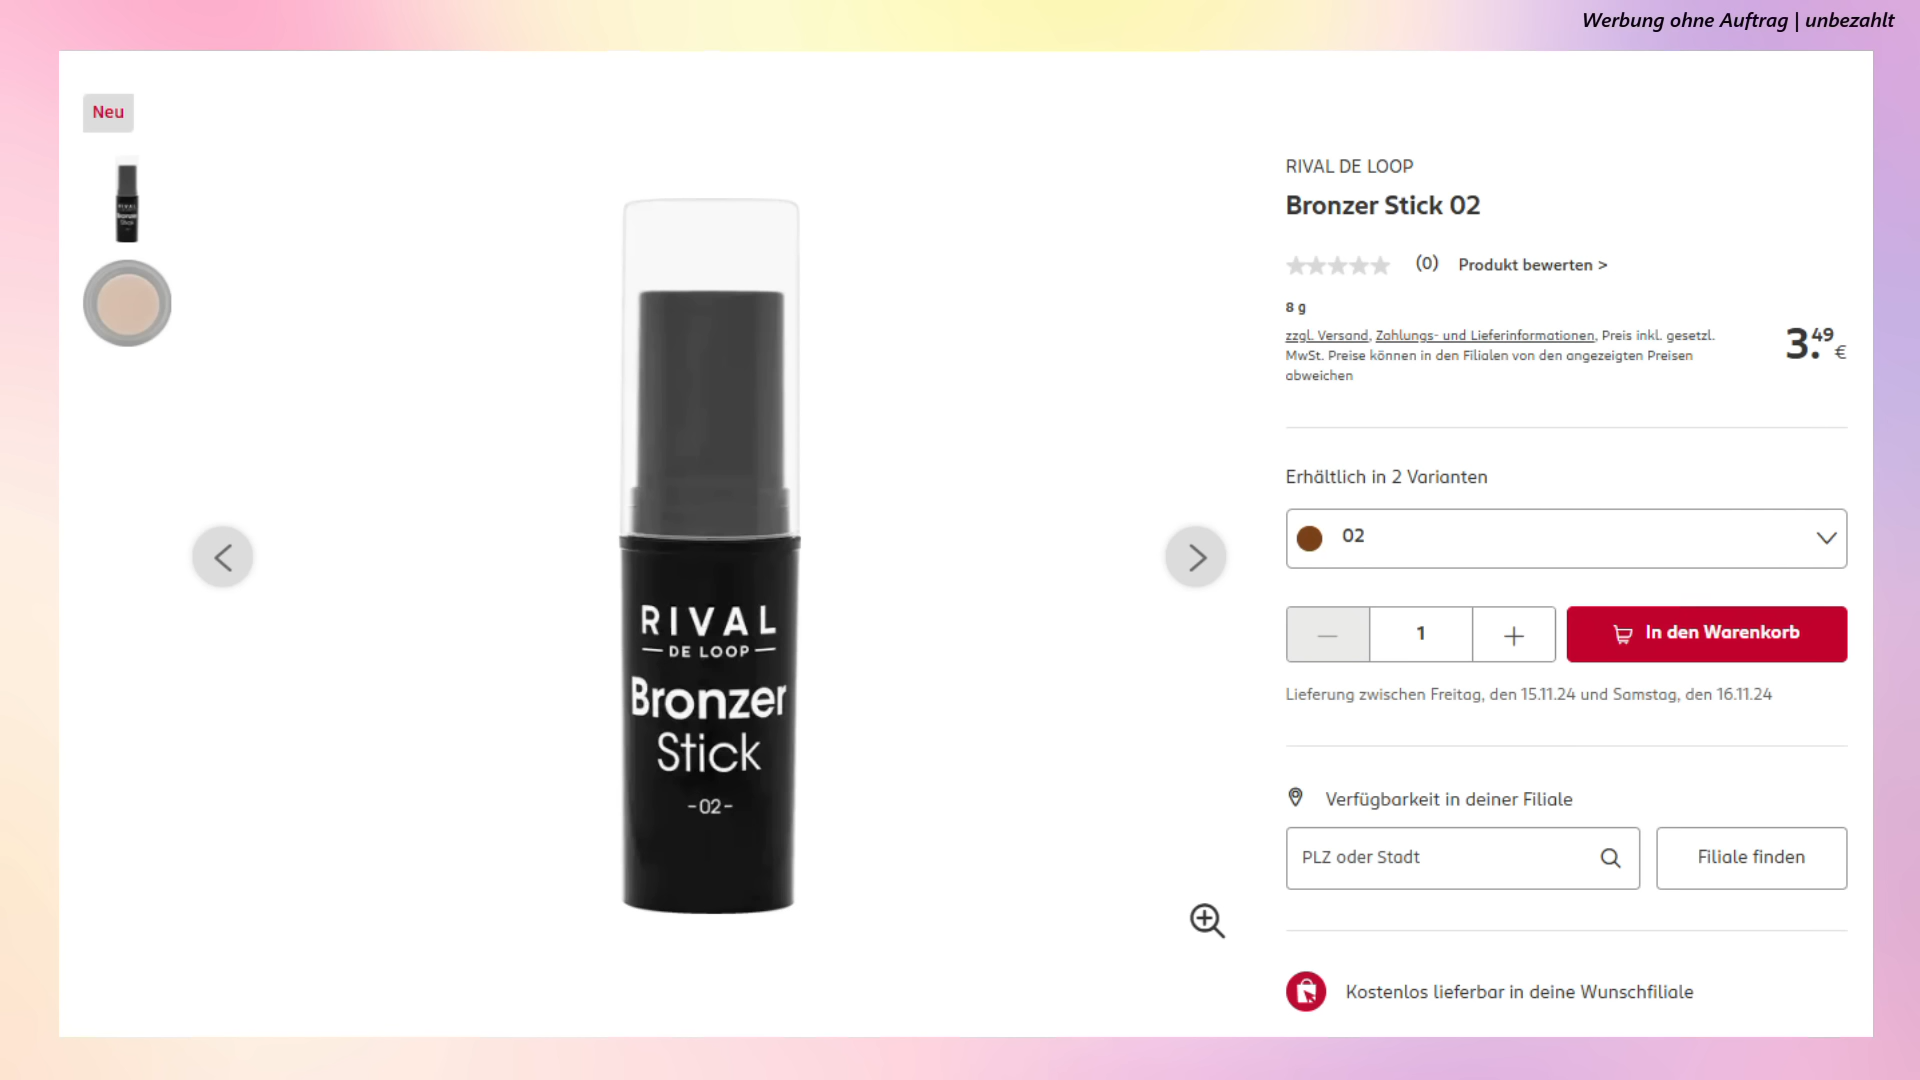 Werbung ohne Auftrag | unbezahlt
Neu
RIVAL DE LOOP
Bronzer Stick 02
(0) Produkt bewerten >
8 g
zzgl. Versand, Zahlungs- und Lieferinformationen, Preis inkl. gesetzl.
MwSt. Preise können in den Filialen von den angezeigten Preisen
abweichen
3.49 €
Erhältlich in 2 Varianten
02
1
In den Warenkorb
Lieferung zwischen Freitag, den 15.11.24 und Samstag, den 16.11.24
Verfügbarkeit in deiner Filiale
PLZ oder Stadt
Filiale finden
Kostenlos lieferbar in deine Wunschfiliale
RIVAL
DE LOOP
Bronzer
Stick
-02-